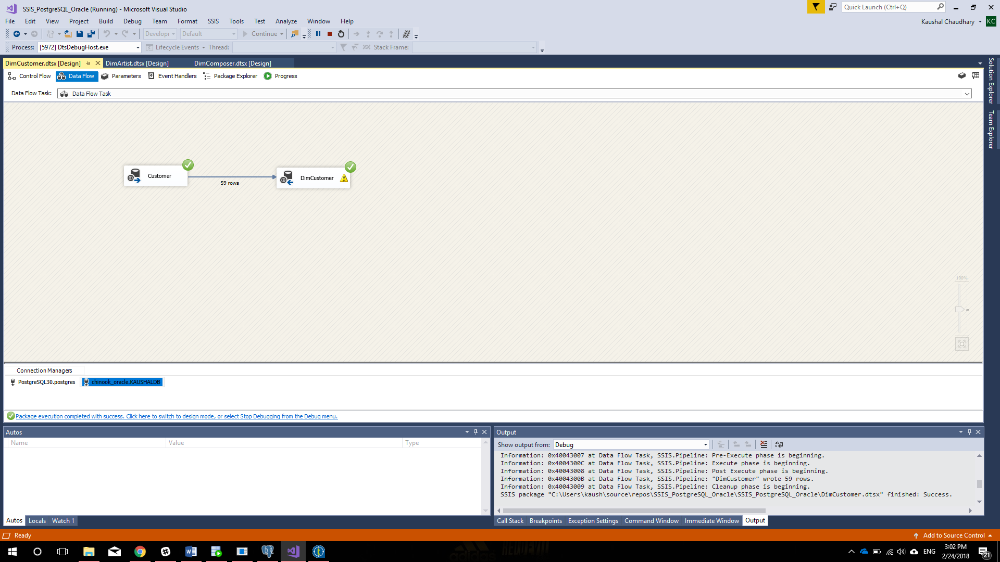 SSIS_PostgreSQL_Oracle (Running) - Microsoft Visual Studio
Quick Launch (Ctrl+Q)
File Edit View Project Build Debug Team Format SSIS Tools Test Analyze Window Help
Kaushal Chaudhary KC
Develop Default Continue
Process: [5972] DtsDebugHost.exe Lifecycle Events Thread: Stack Frame:
DimCustomer.dtsx [Design] DimArtist.dtsx [Design] DimComposer.dtsx [Design]
Control Flow Data Flow Parameters Event Handlers Package Explorer Progress
Data Flow Task: Data Flow Task
Solution Explorer
Team Explorer
Customer
59 rows
DimCustomer
100%
Connection Managers
PostgreSQL30.postgres chinook_oracle.KAUSHALDB
Package execution completed with success. Click here to switch to design mode, or select Stop Debugging from the Debug menu.
Autos
Name Value Type
Autos Locals Watch 1
Output
Show output from: Debug
Information: 0x40043007 at Data Flow Task, SSIS.Pipeline: Pre-Execute phase is beginning.
Information: 0x4004300C at Data Flow Task, SSIS.Pipeline: Execute phase is beginning.
Information: 0x40043008 at Data Flow Task, SSIS.Pipeline: Post Execute phase is beginning.
Information: 0x4004300B at Data Flow Task, SSIS.Pipeline: "DimCustomer" wrote 59 rows.
Information: 0x40043009 at Data Flow Task, SSIS.Pipeline: Cleanup phase is beginning.
SSIS package "C:\Users\kaush\source\repos\SSIS_PostgreSQL_Oracle\SSIS_PostgreSQL_Oracle\DimCustomer.dtsx" finished: Success.
Call Stack Breakpoints Exception Settings Command Window Immediate Window Output
Ready
Add to Source Control
adidas
ENG
3:02 PM
2/24/2018
21